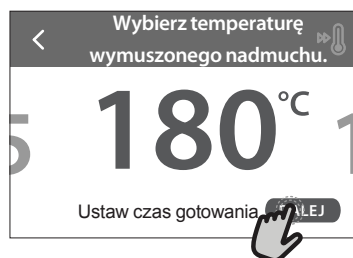 Wybierz temperaturę
wymuszonego nadmuchu.
180°C
Ustaw czas gotowania